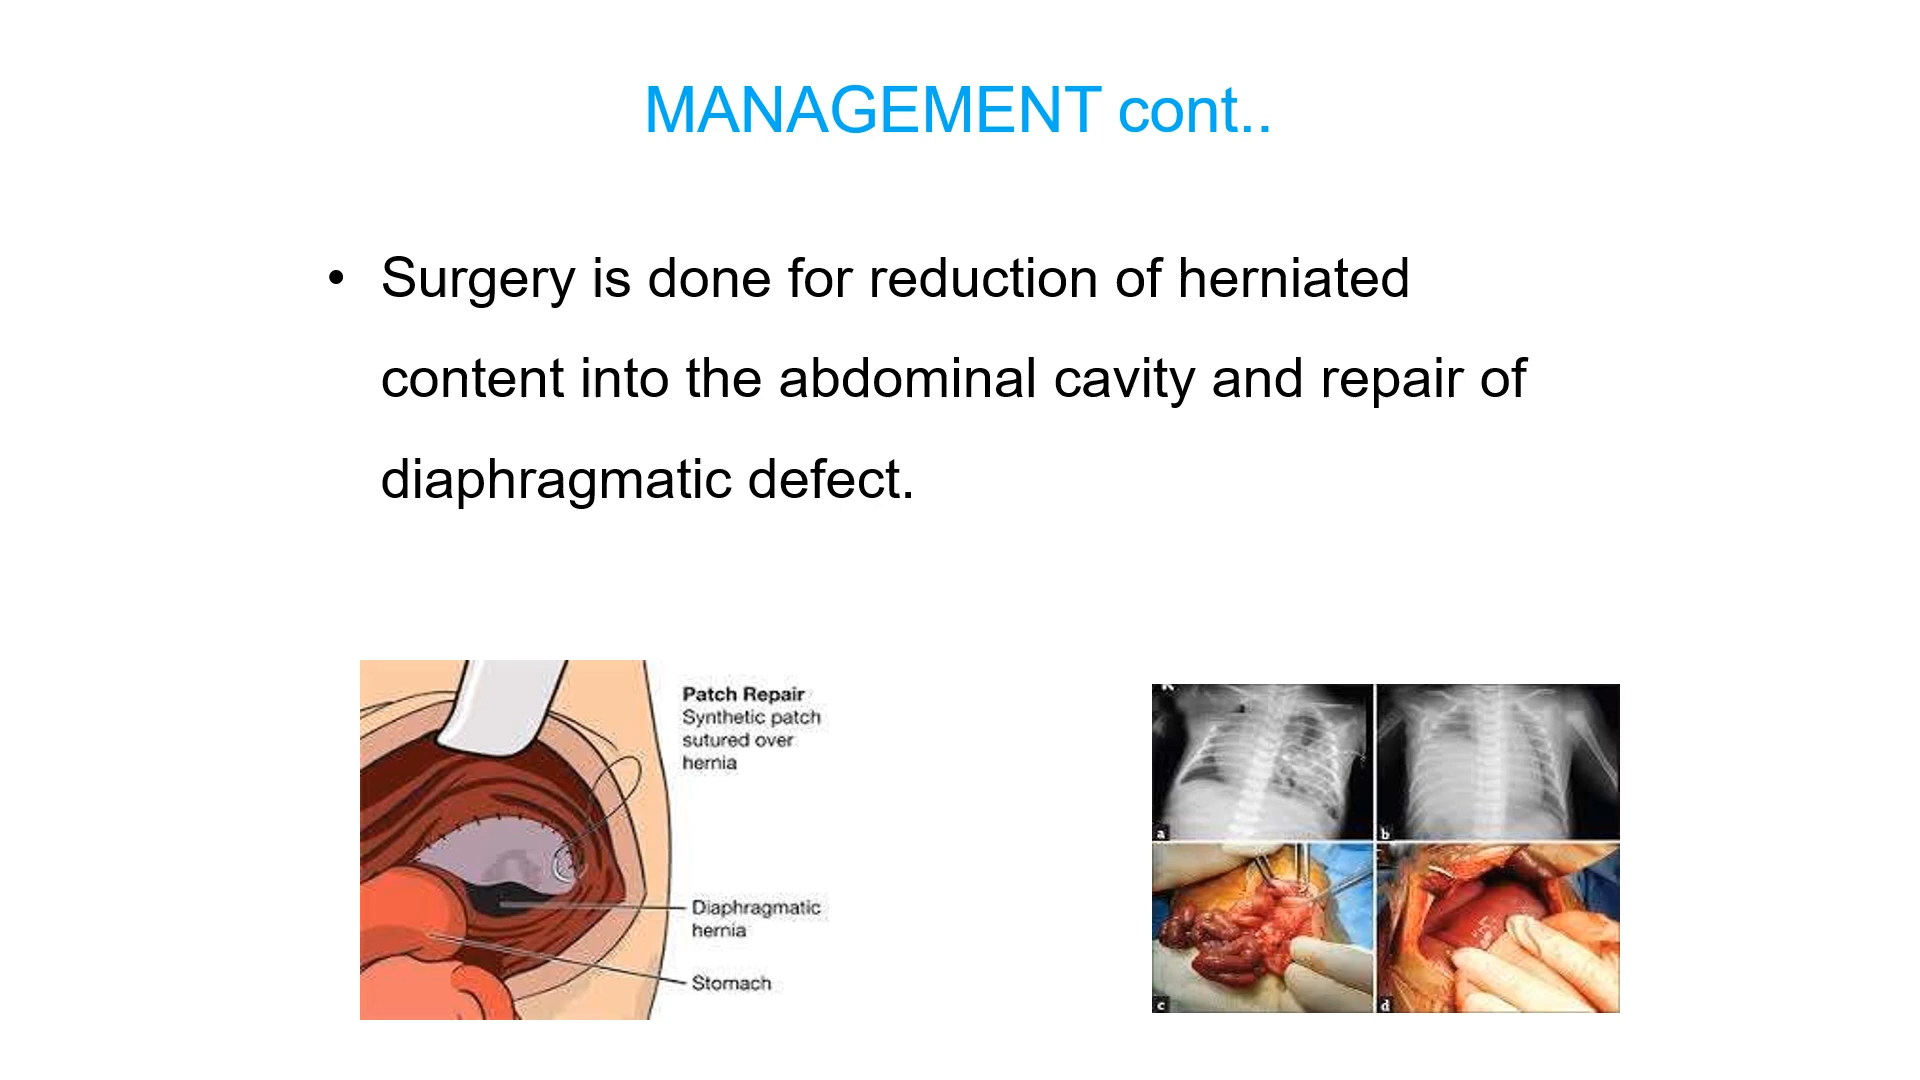 MANAGEMENT cont..
• Surgery is done for reduction of herniated
content into the abdominal cavity and repair of
diaphragmatic defect.
Patch Repair
Synthetic patch
sutured over
hernia
Diaphragmatic
hernia
Stomach
a
b
c
d